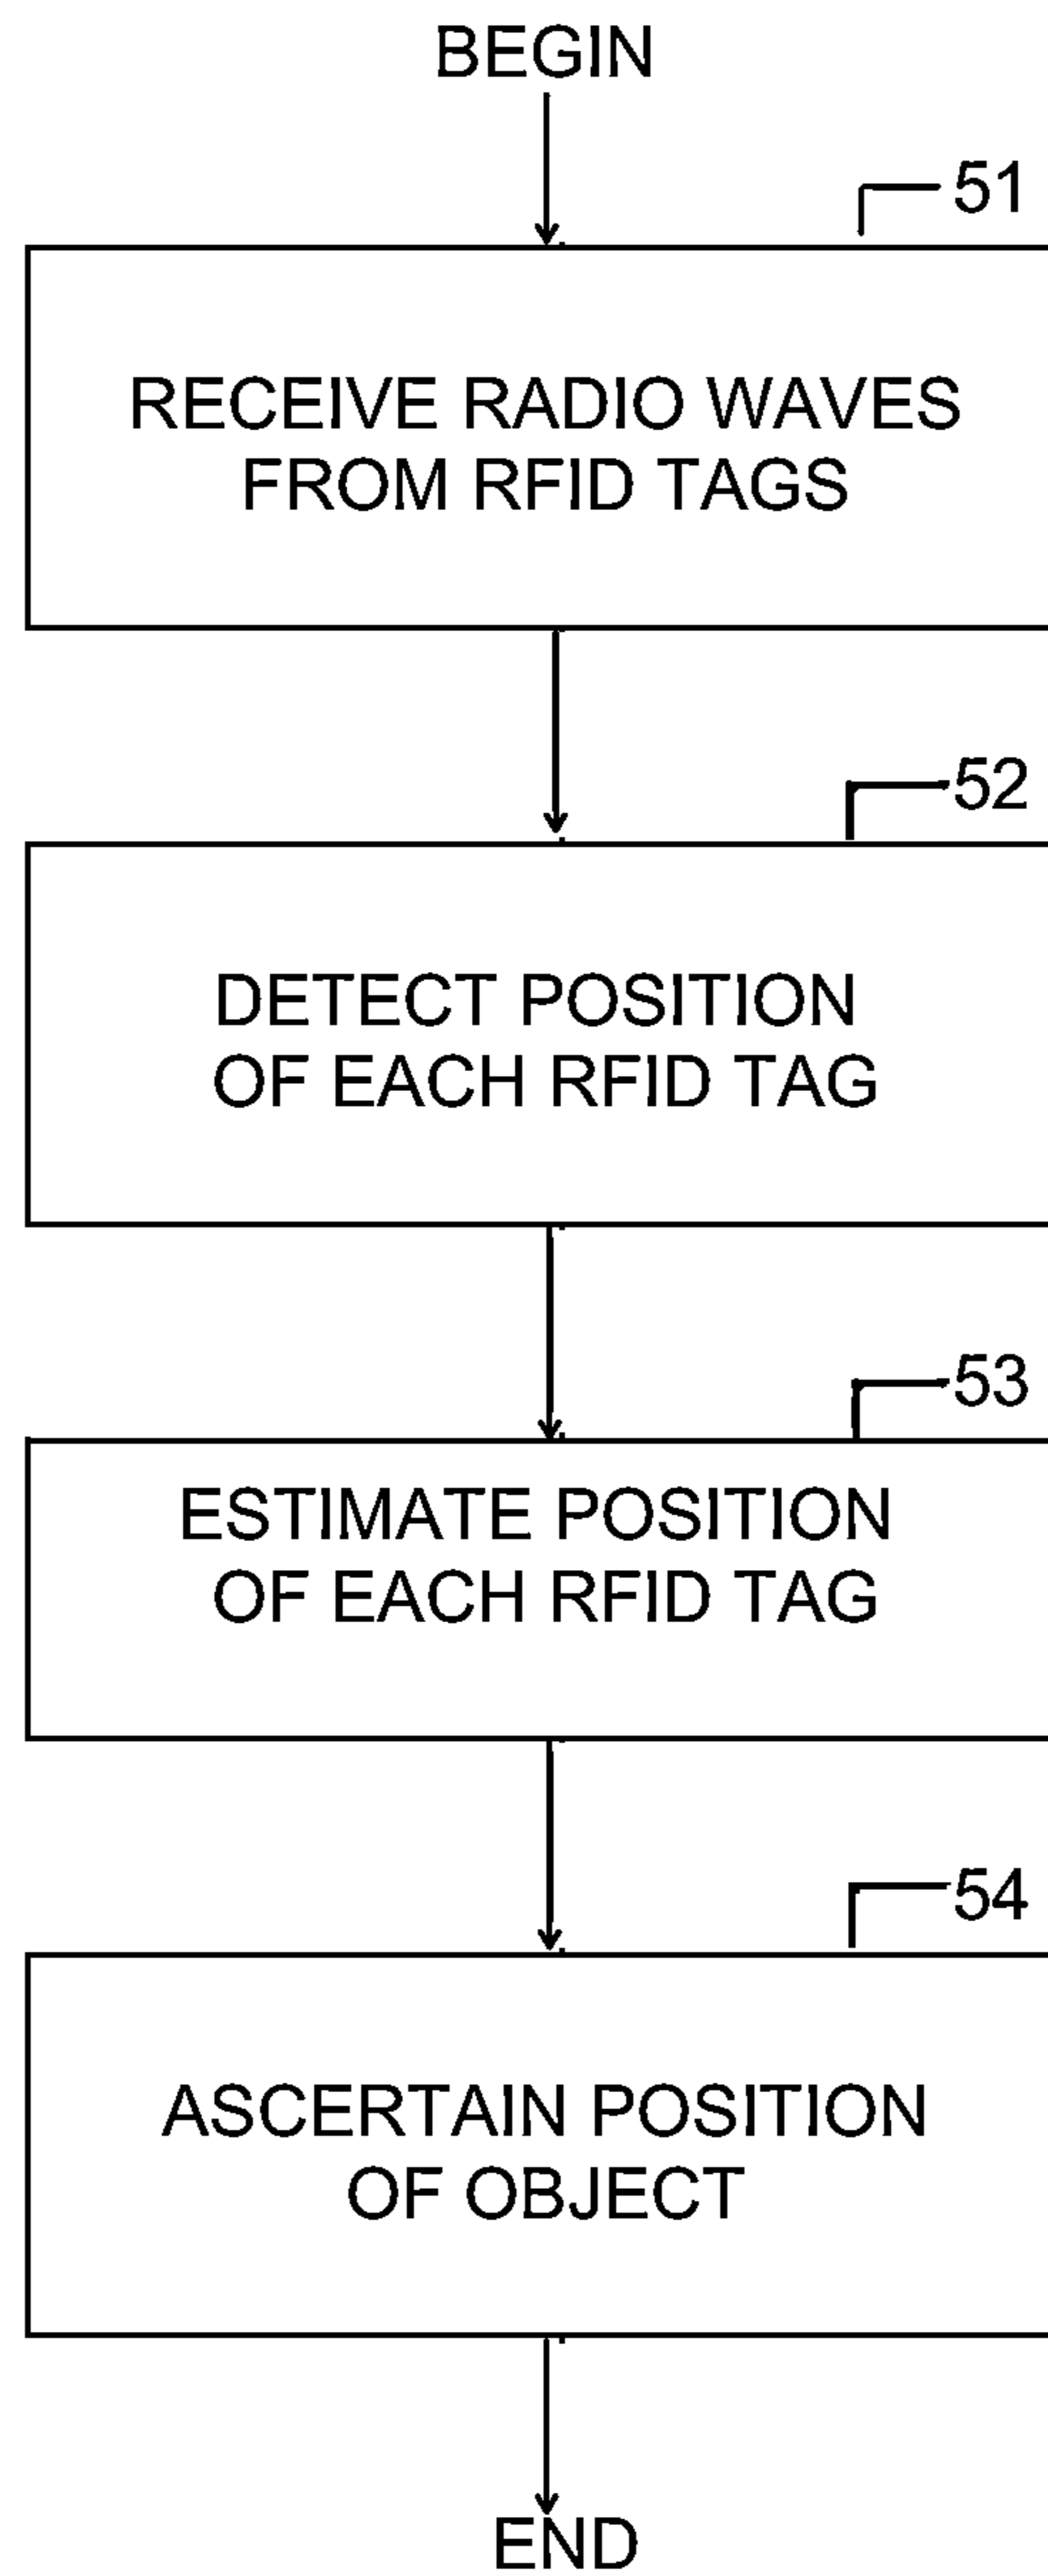 BEGIN
51
RECEIVE RADIO WAVES
FROM RFID TAGS
52
DETECT POSITION
OF EACH RFID TAG
53
ESTIMATE POSITION
OF EACH RFID TAG
54
ASCERTAIN POSITION
OF OBJECT
END